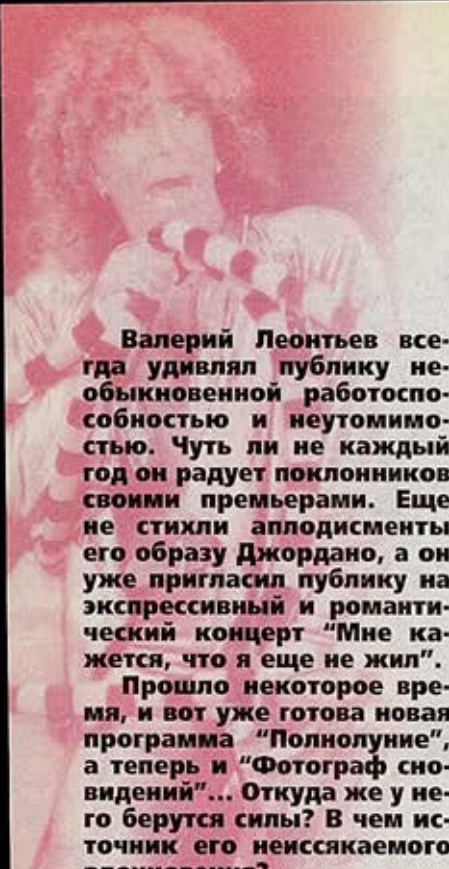 Валерий Леонтьев все-
гда удивлял публику не-
обыкновенной работоспо-
собностью и неутомимо-
стью. Чуть ли не каждый
год он радует поклонников
своими премьерами. Еще
не стихли аплодисменты
его образу Джордано, а он
уже пригласил публику на
экспрессивный и романти-
ческий концерт "Мне ка-
жется, что я еще не жил".
Прошло некоторое вре-
мя, и вот уже готова новая
программа "Полнолуние",
а теперь и "Фотограф сно-
видений"... Откуда же у не-
го берутся силы? В чем ис-
точник его неиссякаемого
вдохновения?